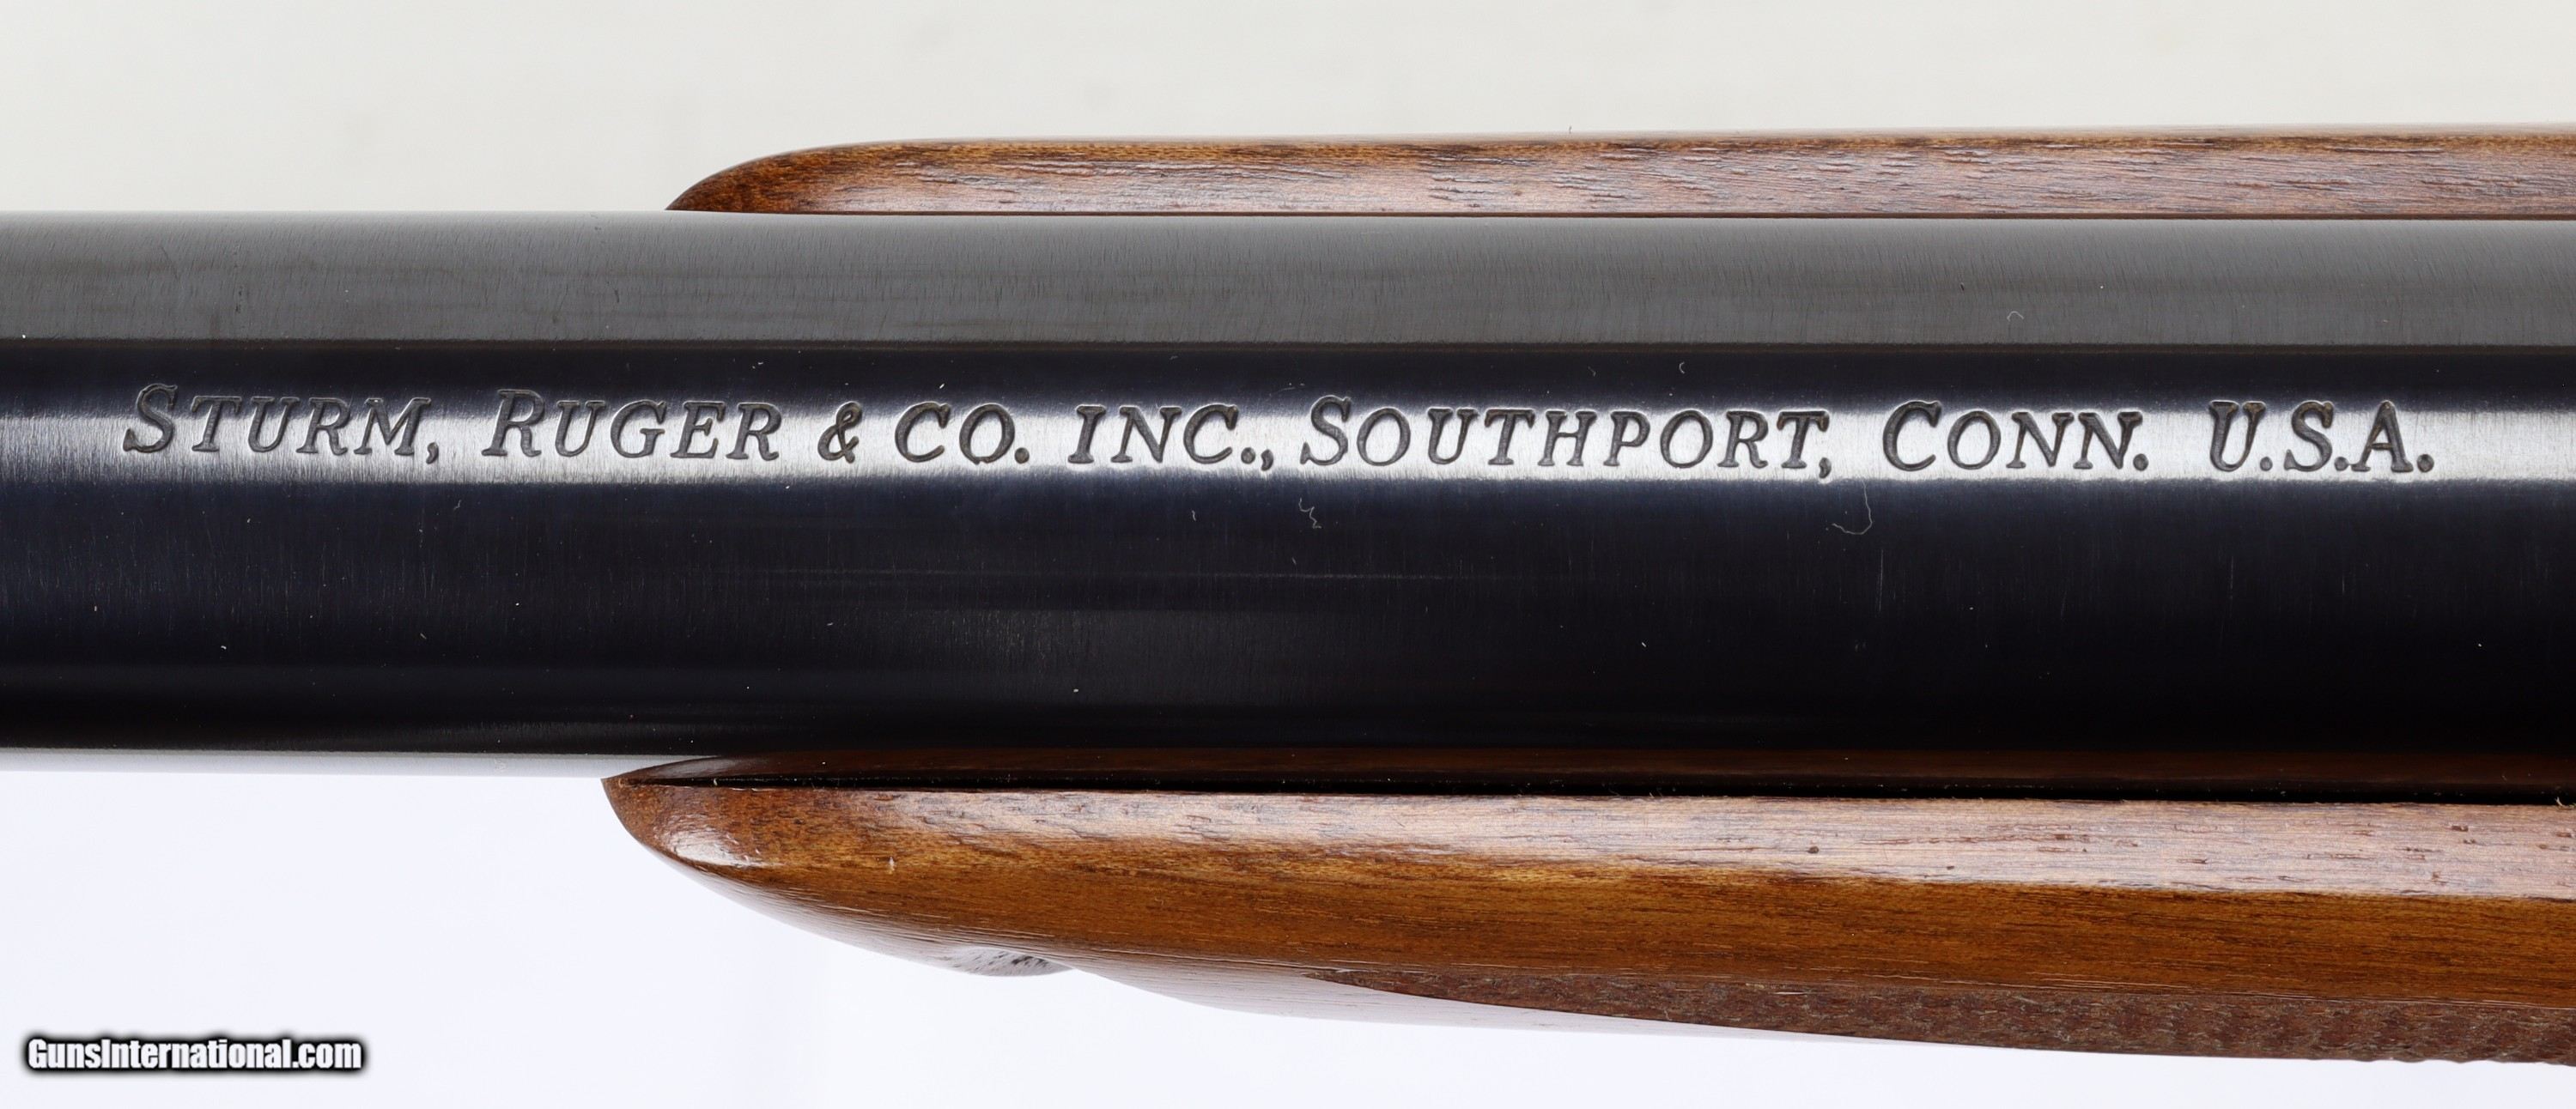 STURM, RUGER & CO. INC., SOUTHPORT, CONN. U.S.A.
GunsInternational.com